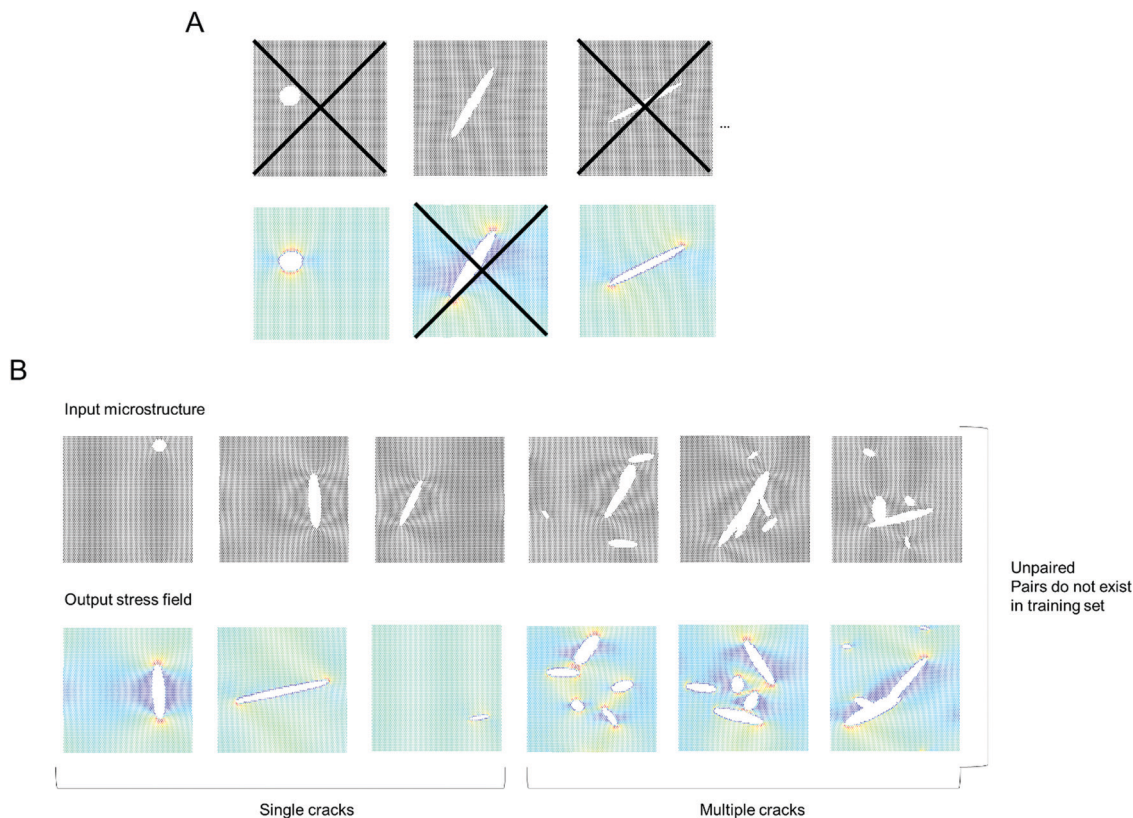 A
...
B
Input microstructure
Output stress field
Unpaired
Pairs do not exist
in training set
Single cracks
Multiple cracks